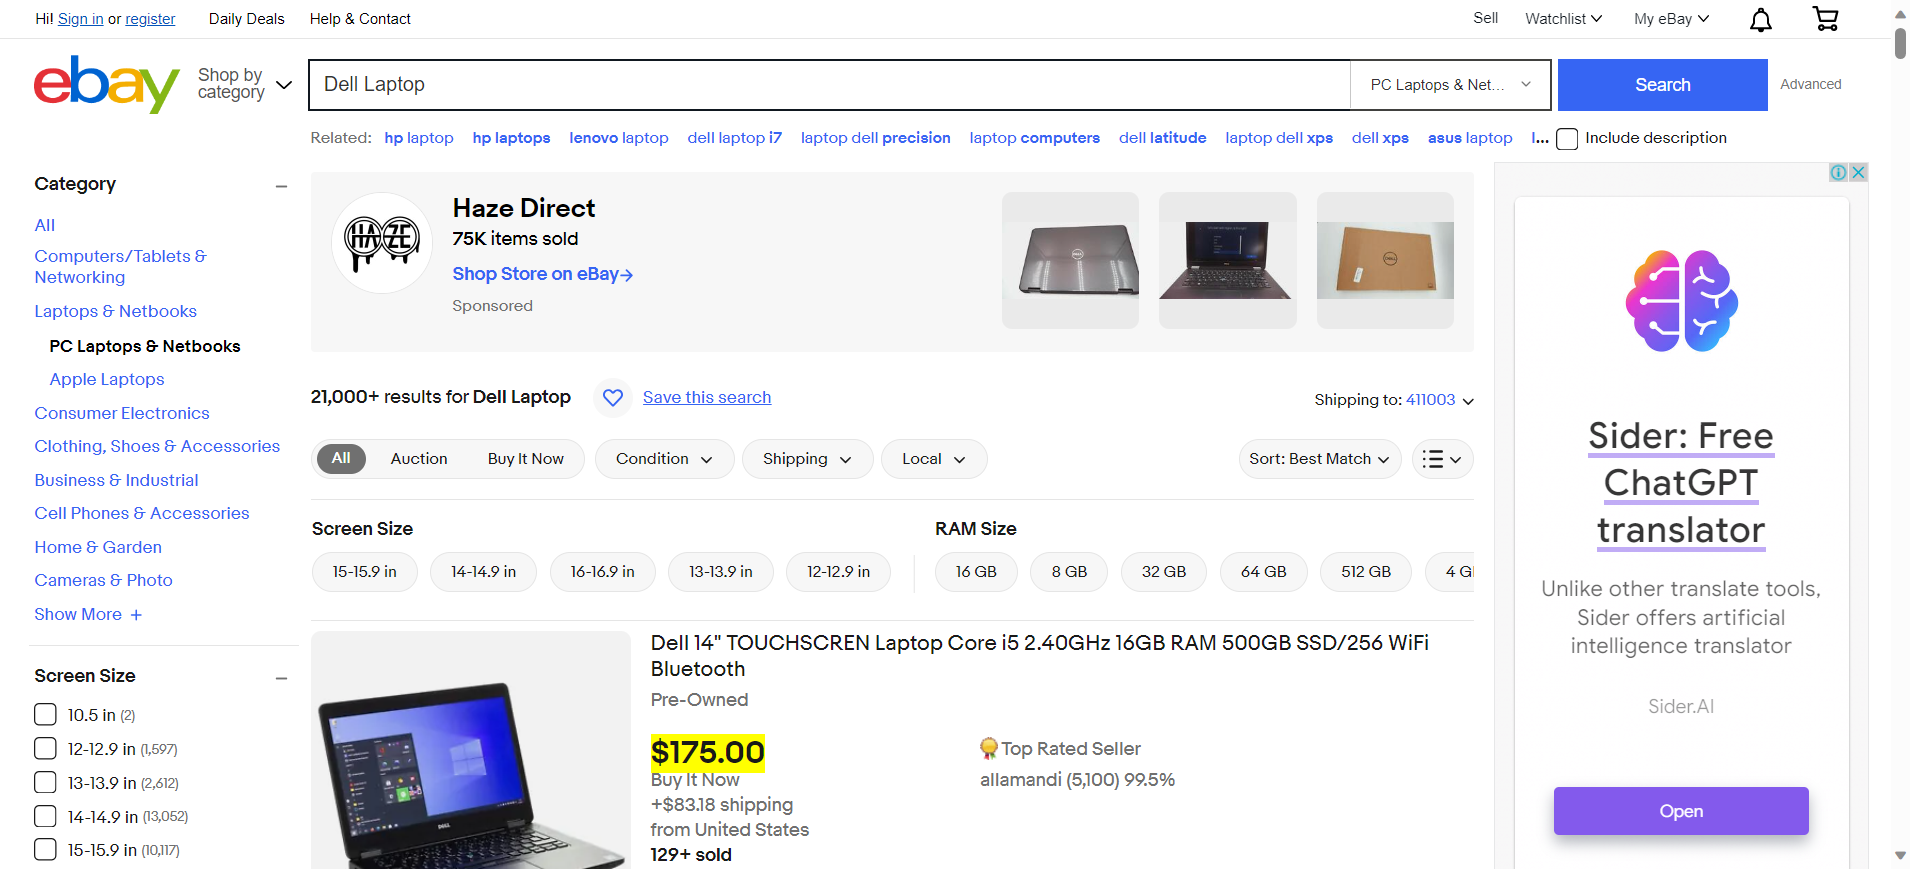 Hi! Sign in or register Daily Deals Help & Contact Sell Watchlist My eBay
ebay Shop by category Dell Laptop PC Laptops & Net... Search Advanced
Related: hp laptop hp laptops lenovo laptop dell laptop i7 laptop dell precision laptop computers dell latitude laptop dell xps dell xps asus laptop l... Include description
Category
All
Computers/Tablets &
Networking
Laptops & Netbooks
PC Laptops & Netbooks
Apple Laptops
Consumer Electronics
Clothing, Shoes & Accessories
Business & Industrial
Cell Phones & Accessories
Home & Garden
Cameras & Photo
Show More +
Screen Size
10.5 in (2)
12-12.9 in (1,597)
13-13.9 in (2,612)
14-14.9 in (13,052)
15-15.9 in (10,117)
HAZE
Haze Direct
75K items sold
Shop Store on eBay→
Sponsored
DELL
DELL
21,000+ results for Dell Laptop Save this search Shipping to: 411003
All Auction Buy It Now Condition Shipping Local Sort: Best Match
Screen Size RAM Size
15-15.9 in 14-14.9 in 16-16.9 in 13-13.9 in 12-12.9 in 16 GB 8 GB 32 GB 64 GB 512 GB 4 G
DELL
Dell 14" TOUCHSCREN Laptop Core i5 2.40GHz 16GB RAM 500GB SSD/256 WiFi
Bluetooth
Pre-Owned
$175.00
Buy It Now
+$83.18 shipping
from United States
129+ sold
Top Rated Seller
allamandi (5,100) 99.5%
Sider: Free
ChatGPT
translator
Unlike other translate tools,
Sider offers artificial
intelligence translator
Sider.AI
Open